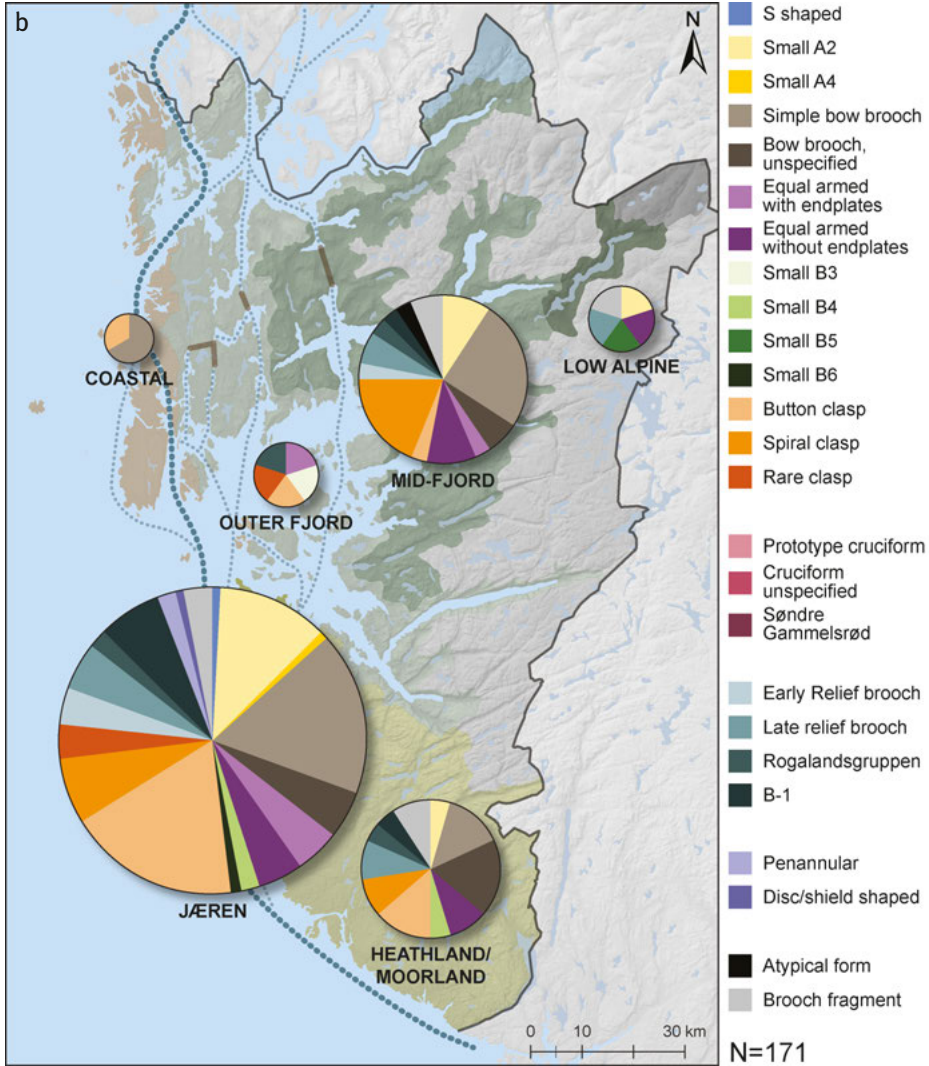 b
N
COASTAL
LOW ALPINE
MID-FJORD
OUTER FJORD
JÆREN
HEATHLAND/
MOORLAND
0 10 30 km
S shaped
Small A2
Small A4
Simple bow brooch
Bow brooch,
unspecified
Equal armed
with endplates
Equal armed
without endplates
Small B3
Small B4
Small B5
Small B6
Button clasp
Spiral clasp
Rare clasp
Prototype cruciform
Cruciform
unspecified
Søndre
Gammelsrød
Early Relief brooch
Late relief brooch
Rogalandsgruppen
B-1
Penannular
Disc/shield shaped
Atypical form
Brooch fragment
N=171